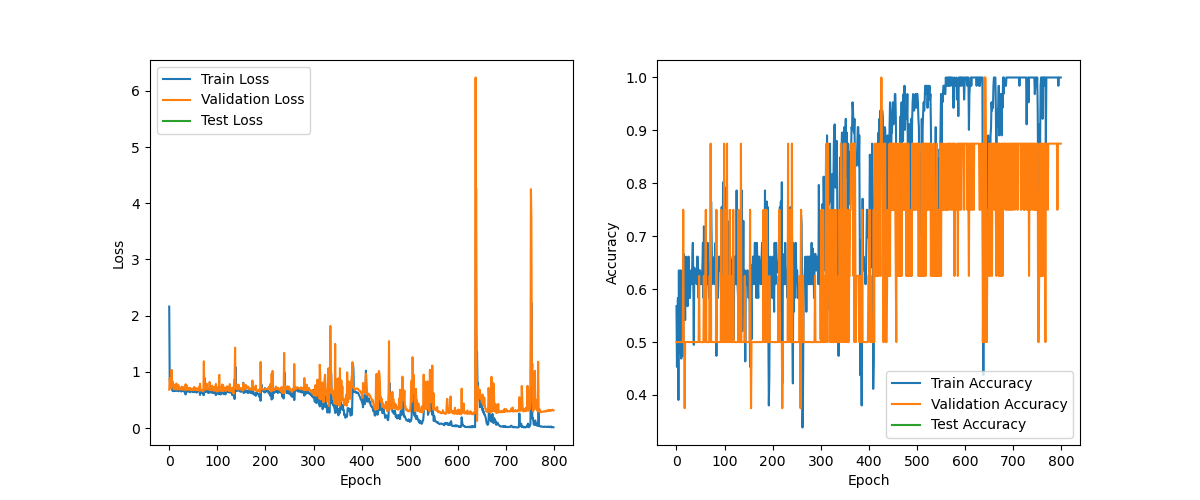 Train Loss
Validation Loss
Test Loss
6
5
4
3
2
1
0
0 100 200 300 400 500 600 700 800
Epoch
Loss
1.0
0.9
0.8
0.7
0.6
0.5
0.4
Train Accuracy
Validation Accuracy
Test Accuracy
0 100 200 300 400 500 600 700 800
Epoch
Accuracy